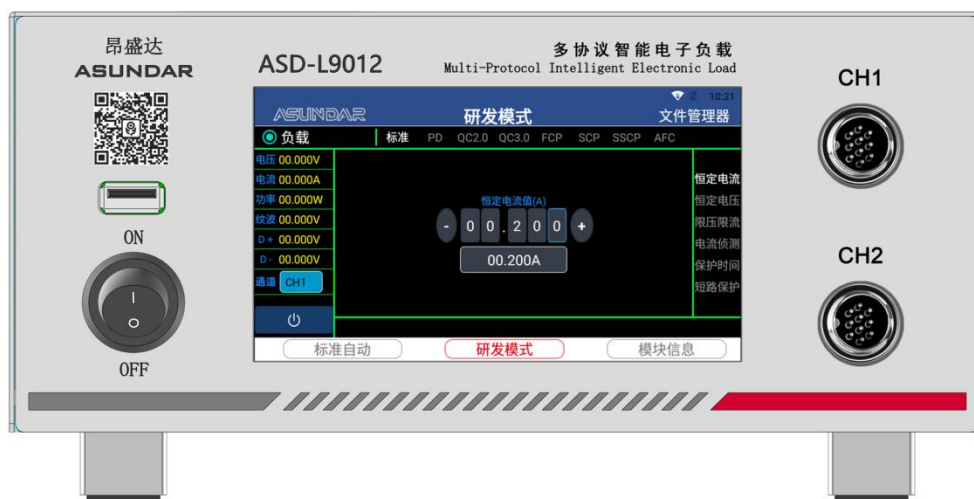 昂盛达
ASUNDAR
ASD-L9012
多协议智能电子负载
Multi-Protocol Intelligent Electronic Load
CH1
CH2
ON
OFF
ASUNDAR
研发模式
10:21
文件管理器
负载
标准 PD QC2.0 QC3.0 FCP SCP SSCP AFC
电压 00.000V
电流 00.000A
功率 00.000W
纹波 00.000V
D+ 00.000V
D- 00.000V
通道 CH1
恒定电流值(A)
- 0 0 . 2 0 0 +
00.200A
恒定电流
恒定电压
限压限流
电流侦测
保护时间
短路保护
标准自动
研发模式
模块信息